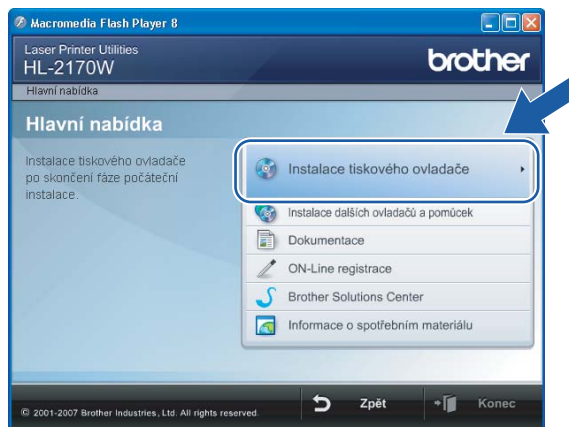 Macromedia Flash Player 8
Laser Printer Utilities
HL-2170W
brother
Hlavní nabídka
Hlavní nabídka
Instalace tiskového ovladače
po skončení fáze počáteční
instalace.
Instalace tiskového ovladače
Instalace dalších ovladačů a pomůcek
Dokumentace
ON-Line registrace
Brother Solutions Center
Informace o spotřebním materiálu
© 2001-2007 Brother Industries, Ltd. All rights reserved.
Zpět
Konec